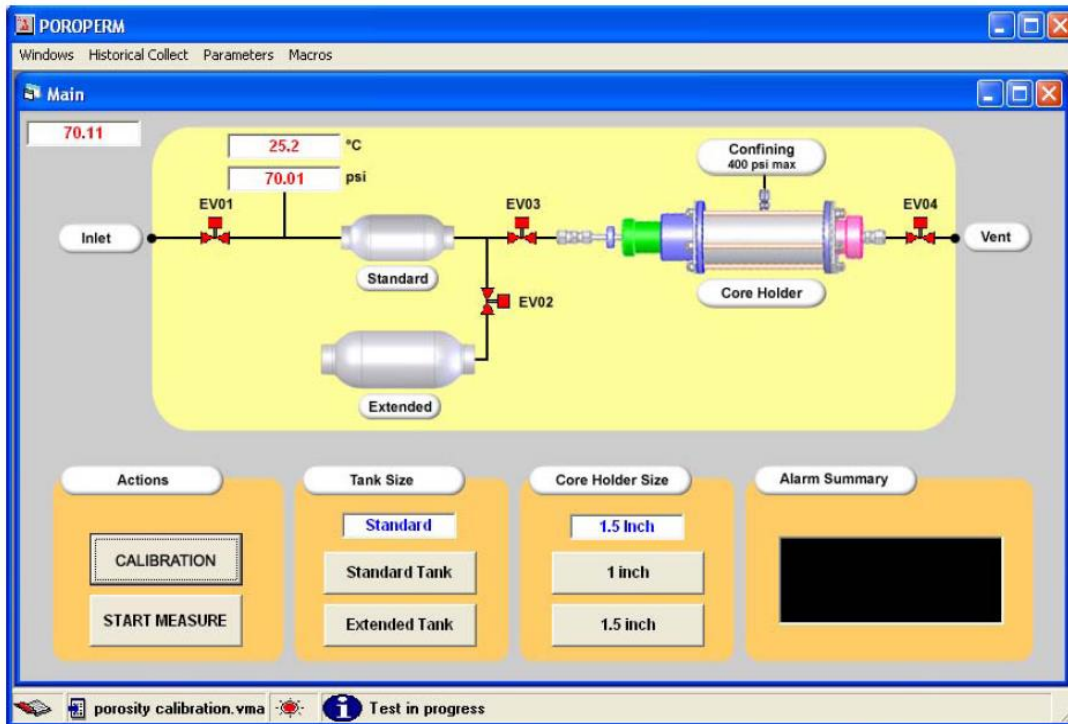 POROPERM
Windows Historical Collect Parameters Macros
Main
70.11
25.2 °C
70.01 psi
Confining
400 psi max
EV01
EV03
EV04
Inlet
Vent
Standard
Core Holder
EV02
Extended
Actions
Tank Size
Core Holder Size
Alarm Summary
Standard
1.5 Inch
CALIBRATION
Standard Tank
1 inch
START MEASURE
Extended Tank
1.5 inch
porosity calibration.vma
Test in progress